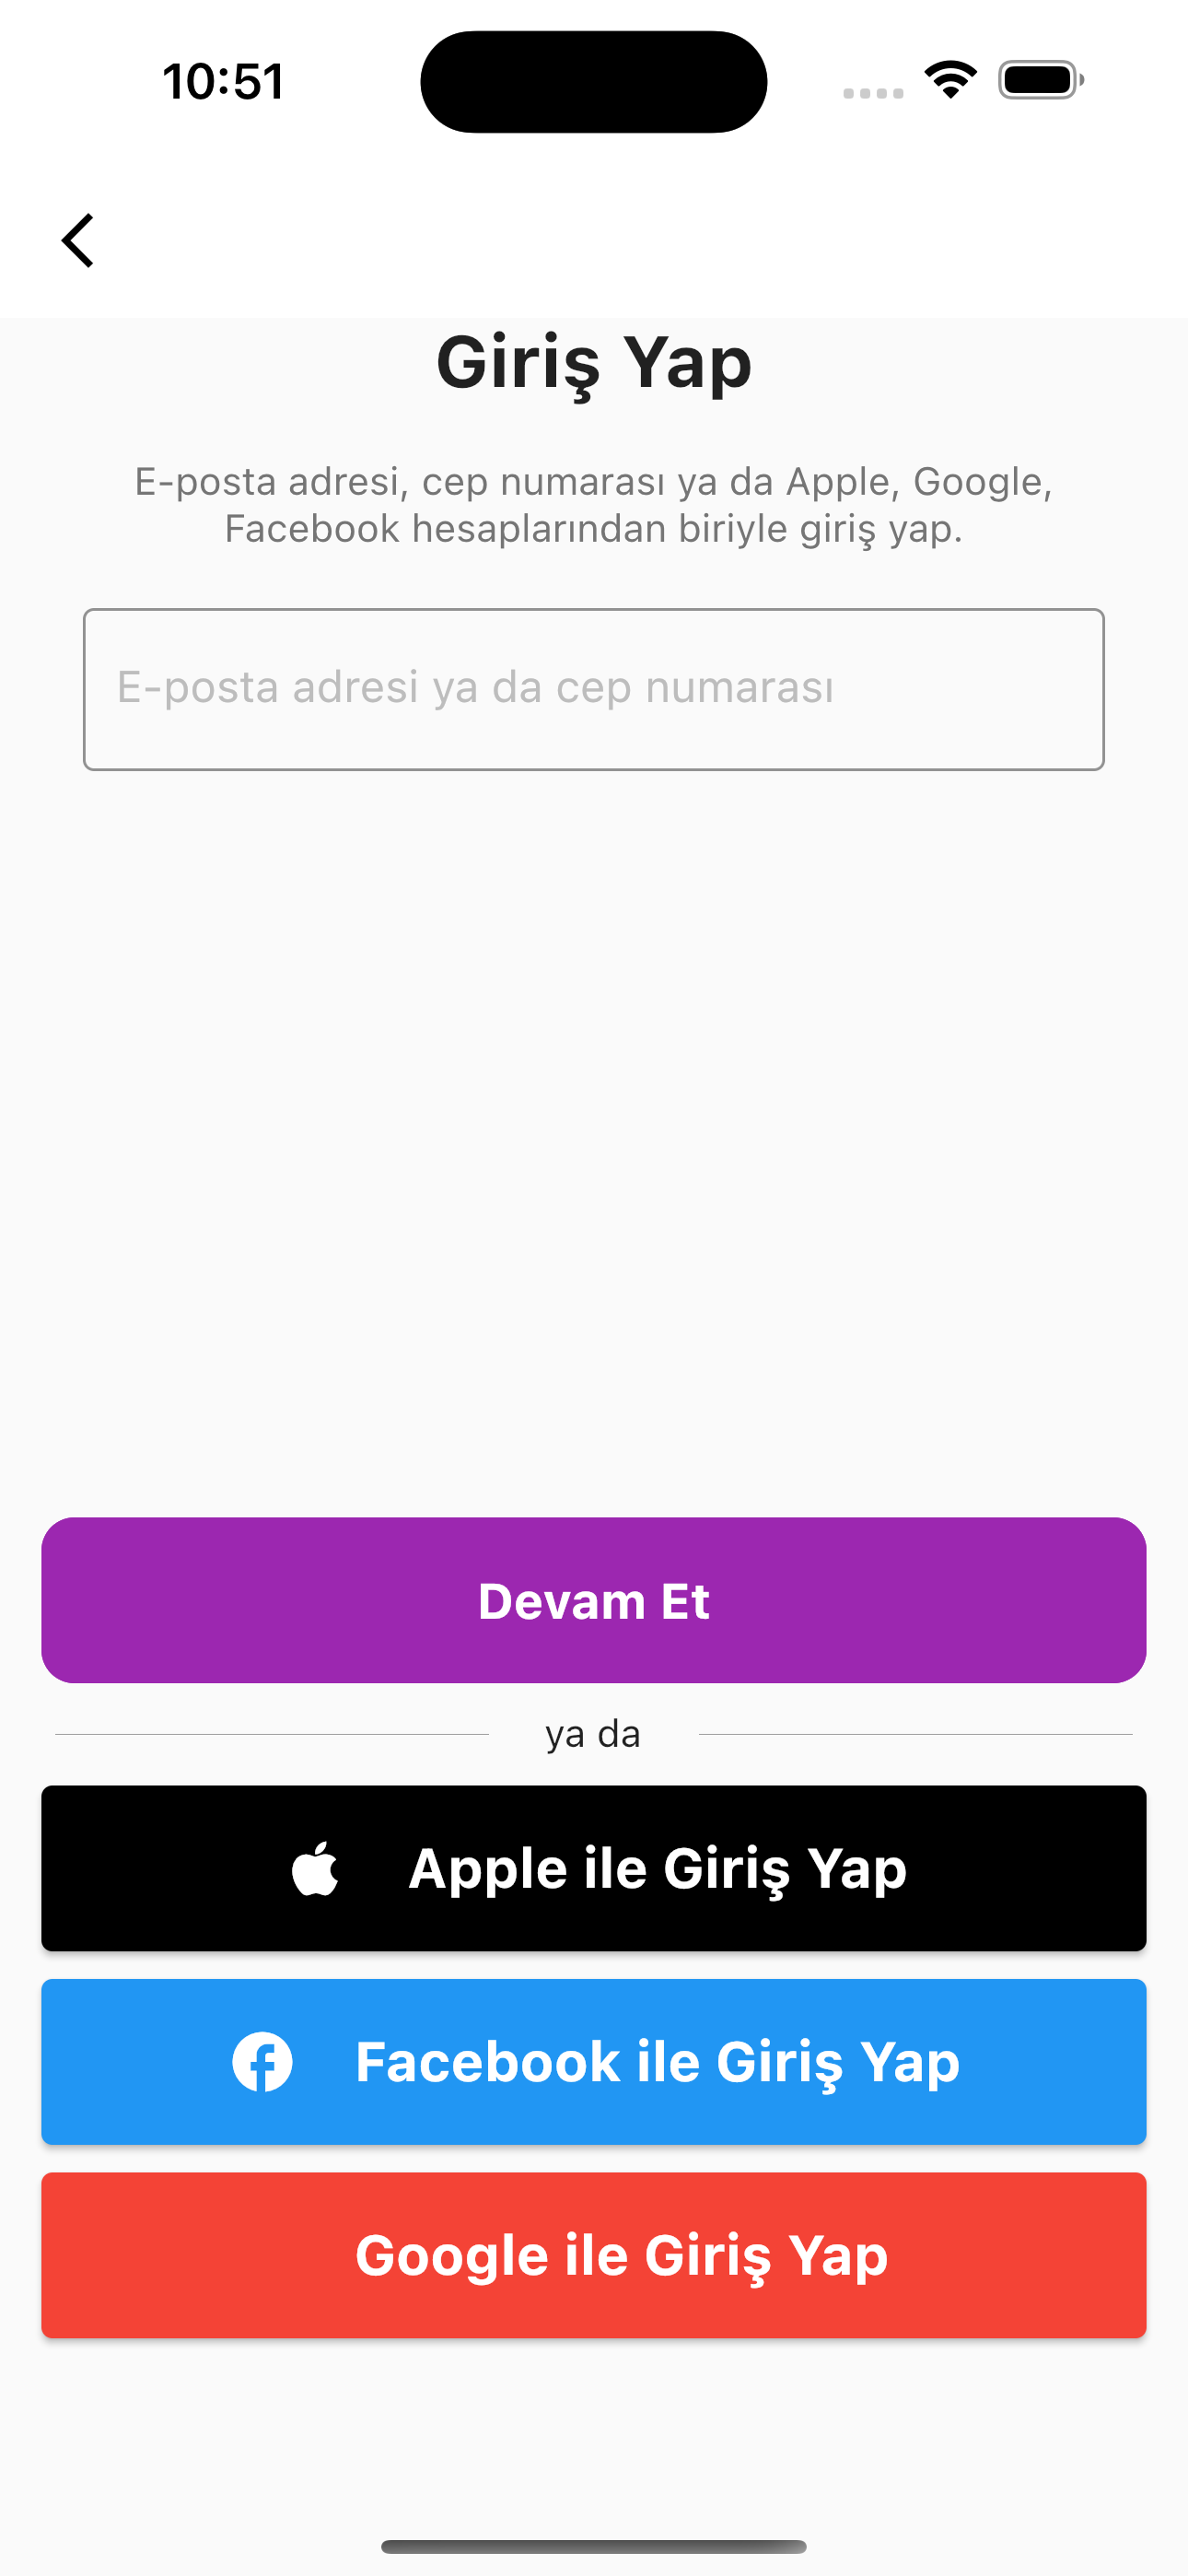 10:51
Giriş Yap
E-posta adresi, cep numarası ya da Apple, Google,
Facebook hesaplarından biriyle giriş yap.
E-posta adresi ya da cep numarası
Devam Et
ya da
Apple ile Giriş Yap
Facebook ile Giriş Yap
Google ile Giriş Yap